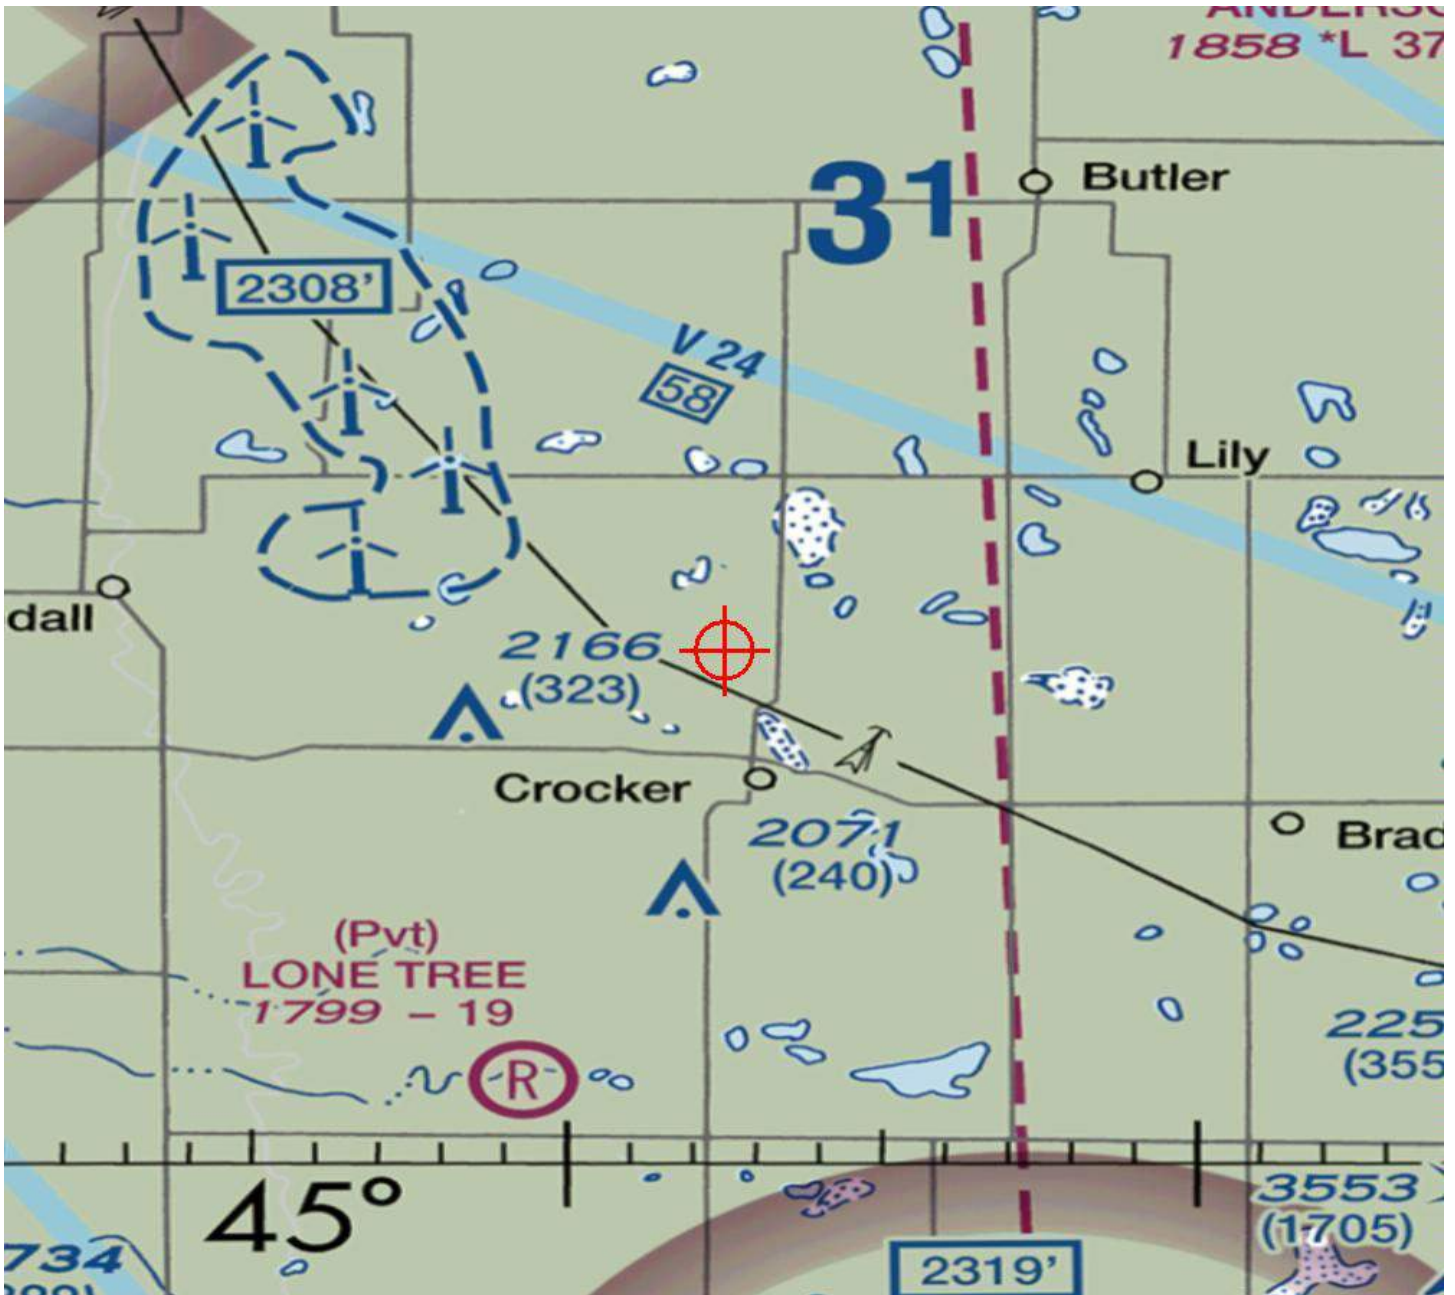 1858 *L 37
Butler
3¹
2308'
V 24
58
Lily
dall
2166
(323)
Crocker
2071
(240)
Brad
(Pvt)
LONE TREE
1799 - 19
R
225
(355
45°
3553
(1705)
734
2319'